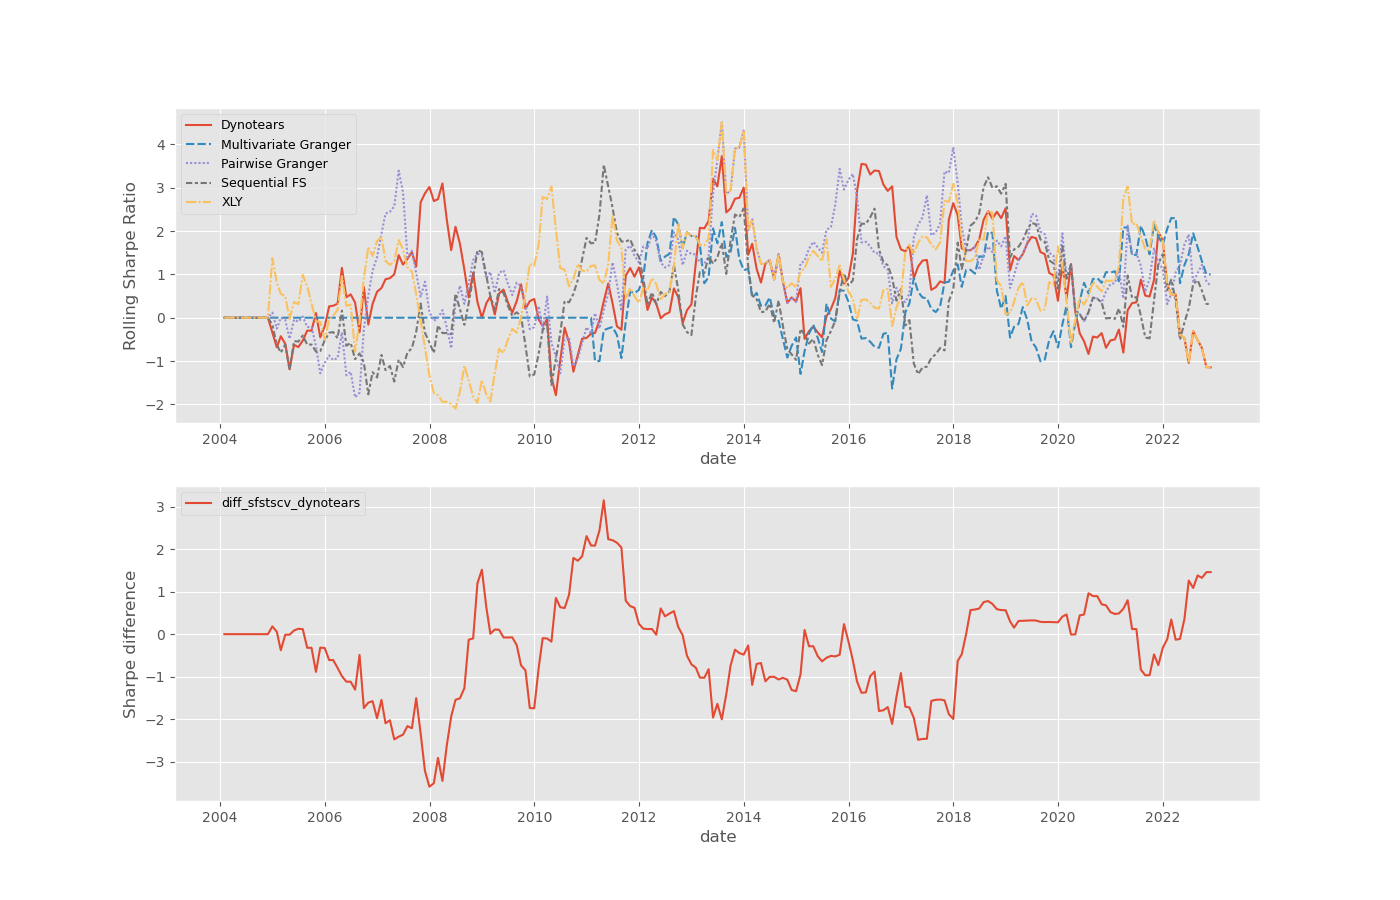 Rolling Sharpe Ratio
4
3
2
1
0
−1
−2
Dynotears
Multivariate Granger
Pairwise Granger
Sequential FS
XLY
2004 2006 2008 2010 2012 2014 2016 2018 2020 2022
date
Sharpe difference
3
2
1
0
−1
−2
−3
diff_sfstscv_dynotears
2004 2006 2008 2010 2012 2014 2016 2018 2020 2022
date